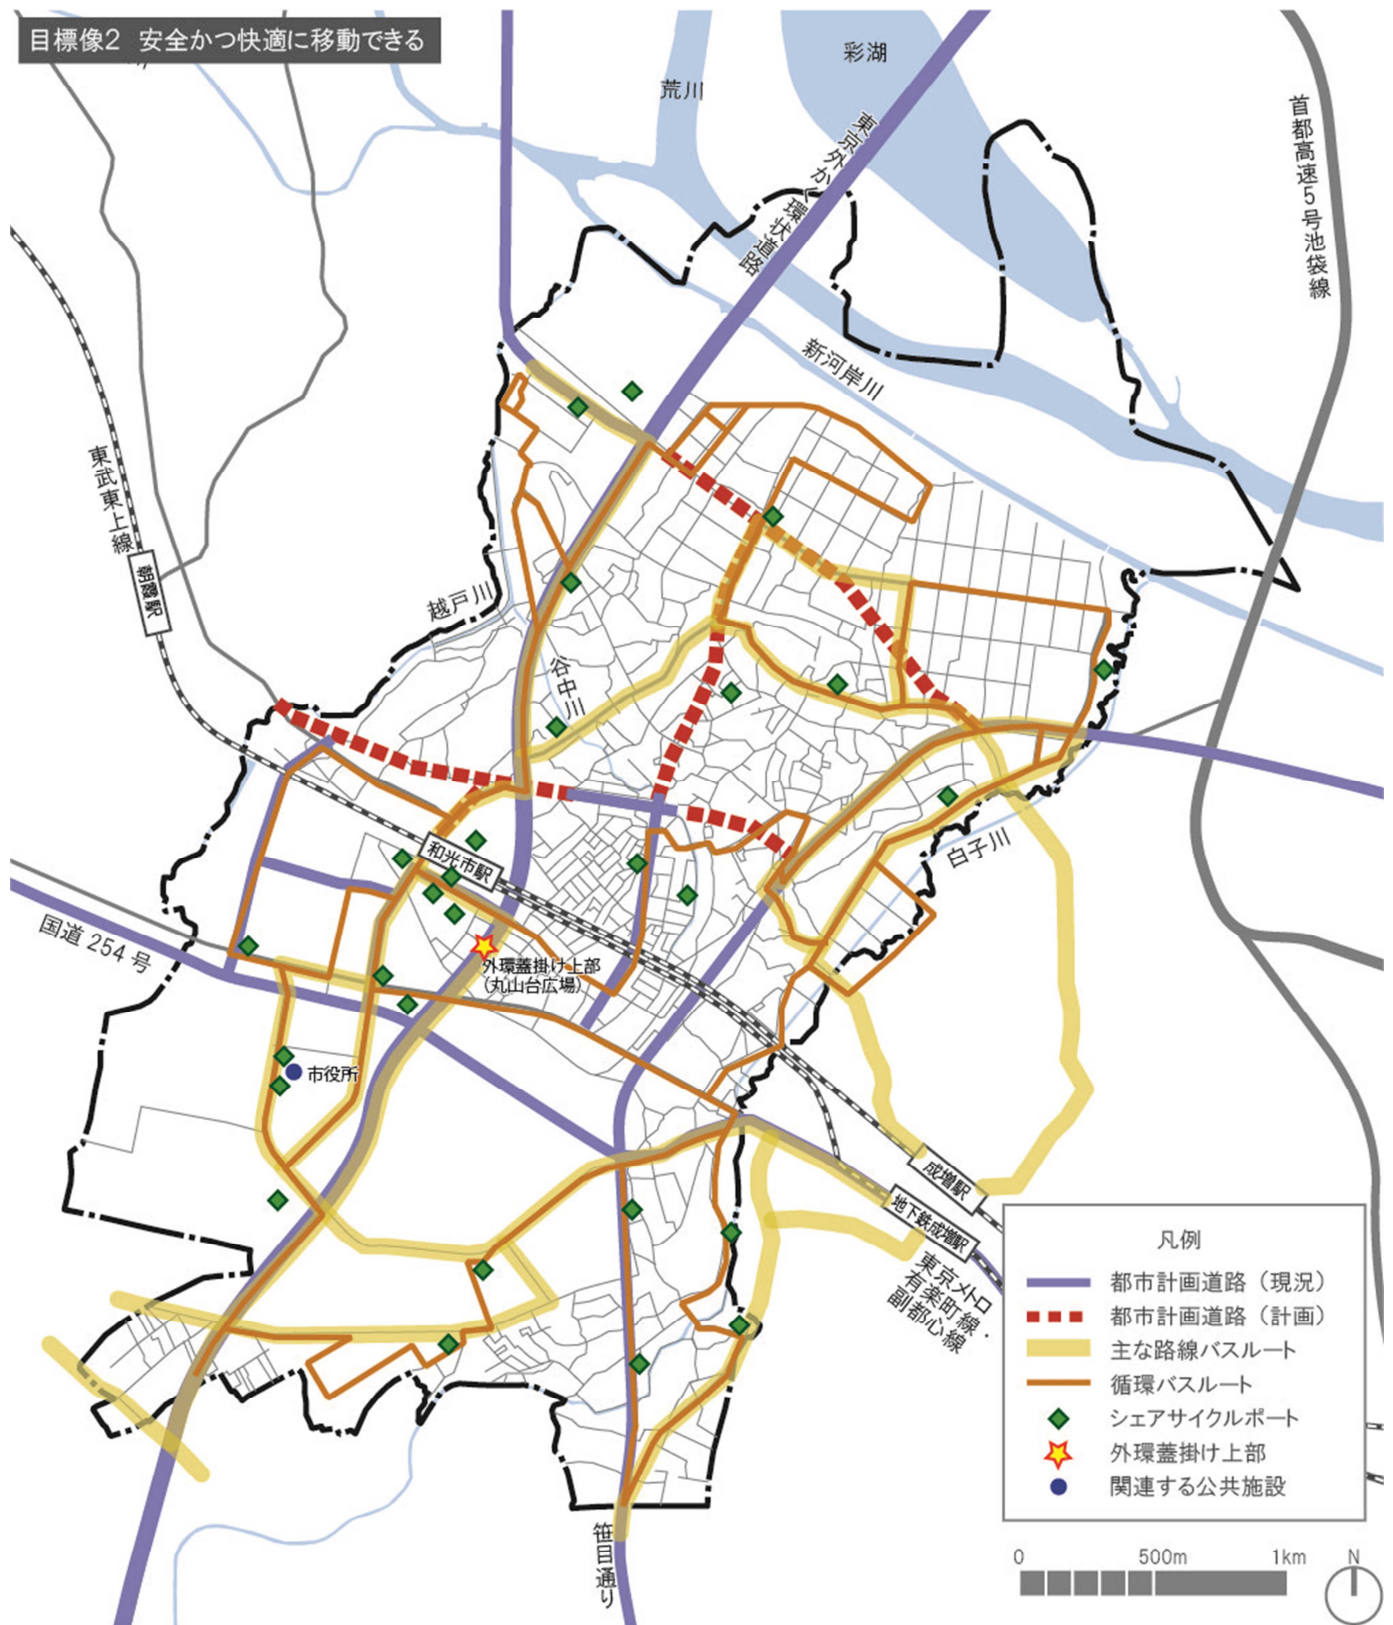 目標像2 安全かつ快適に移動できる
彩湖
荒川
東京外かく環状道路
首都高速5号池袋線
新河岸川
東武東上線
朝霞駅
越戸川
谷中川
和光市駅
白子川
国道254号
外環蓋掛け上部
(丸山台広場)
市役所
成増駅
地下鉄成増駅
東京メトロ
有楽町線・
副都心線
笹目通り
凡例
都市計画道路(現況)
都市計画道路(計画)
主な路線バスルート
循環バスルート
シェアサイクルポート
外環蓋掛け上部
関連する公共施設
0 500m 1km N